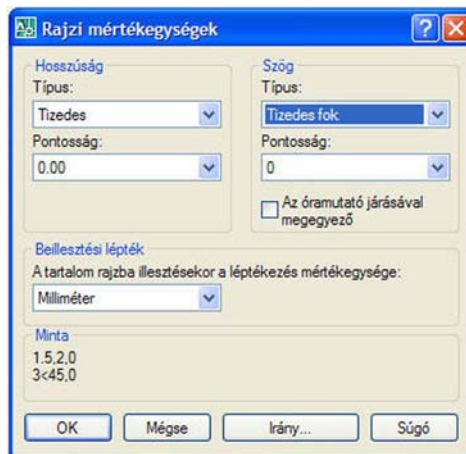 Rajzi mértékegységek
Hosszúság
Típus:
Tizedes
Pontosság:
0.00
Szög
Típus:
Tizedes fok
Pontosság:
0
Az óramutató járásával
megegyező
Beillesztési lépték
A tartalom rajzba illesztésekor a léptékezés mértékegysége:
Milliméter
Minta
1.5,2,0
3<45,0
OK
Mégse
Irány...
Súgó